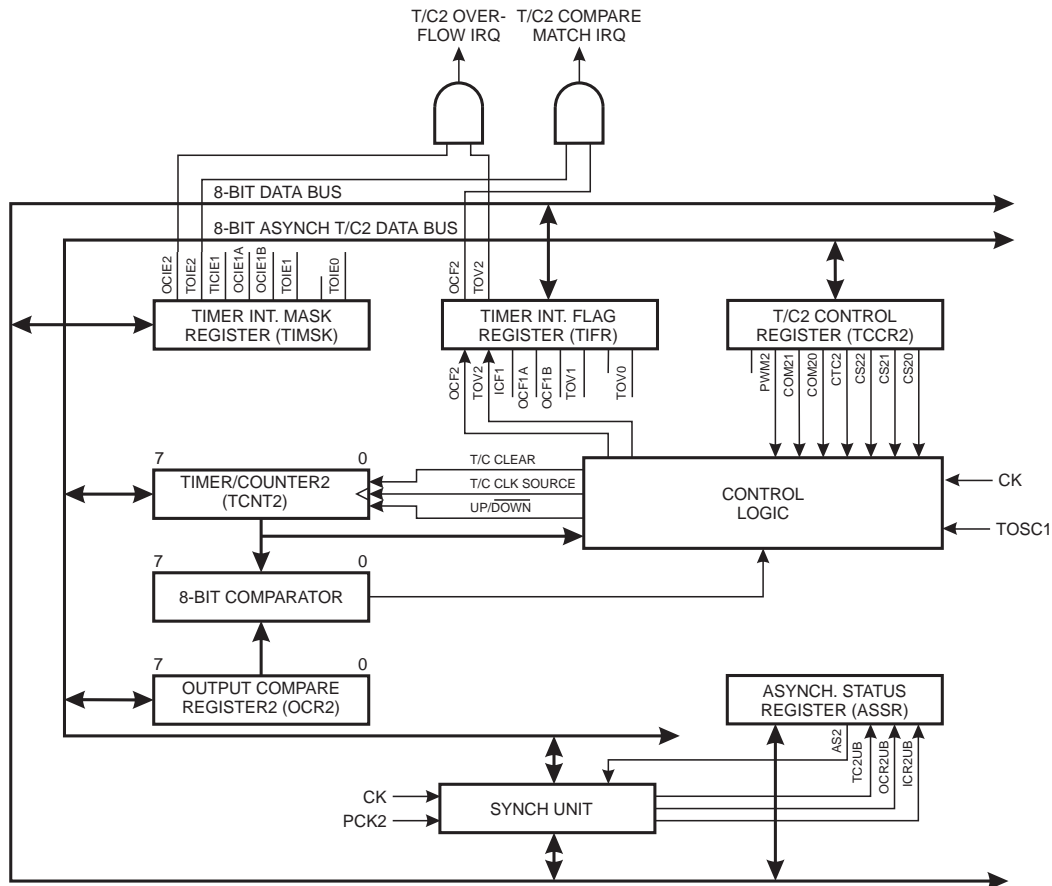 T/C2 OVER-
FLOW IRQ
T/C2 COMPARE
MATCH IRQ
8-BIT DATA BUS
8-BIT ASYNCH T/C2 DATA BUS
OCIE2
TOIE2
TICIE1
OCIE1A
OCIE1B
TOIE1
TOIE0
OCF2
TOV2
TIMER INT. MASK
REGISTER (TIMSK)
TIMER INT. FLAG
REGISTER (TIFR)
T/C2 CONTROL
REGISTER (TCCR2)
OCF2
TOV2
ICF1
OCF1A
OCF1B
TOV1
TOV0
PWM2
COM21
COM20
CTC2
CS22
CS21
CS20
7
0
TIMER/COUNTER2
(TCNT2)
T/C CLEAR
T/C CLK SOURCE
UP/DOWN
CONTROL
LOGIC
CK
TOSC1
7
0
8-BIT COMPARATOR
7
0
OUTPUT COMPARE
REGISTER2 (OCR2)
ASYNCH. STATUS
REGISTER (ASSR)
AS2
TC2UB
OCR2UB
ICR2UB
CK
PCK2
SYNCH UNIT